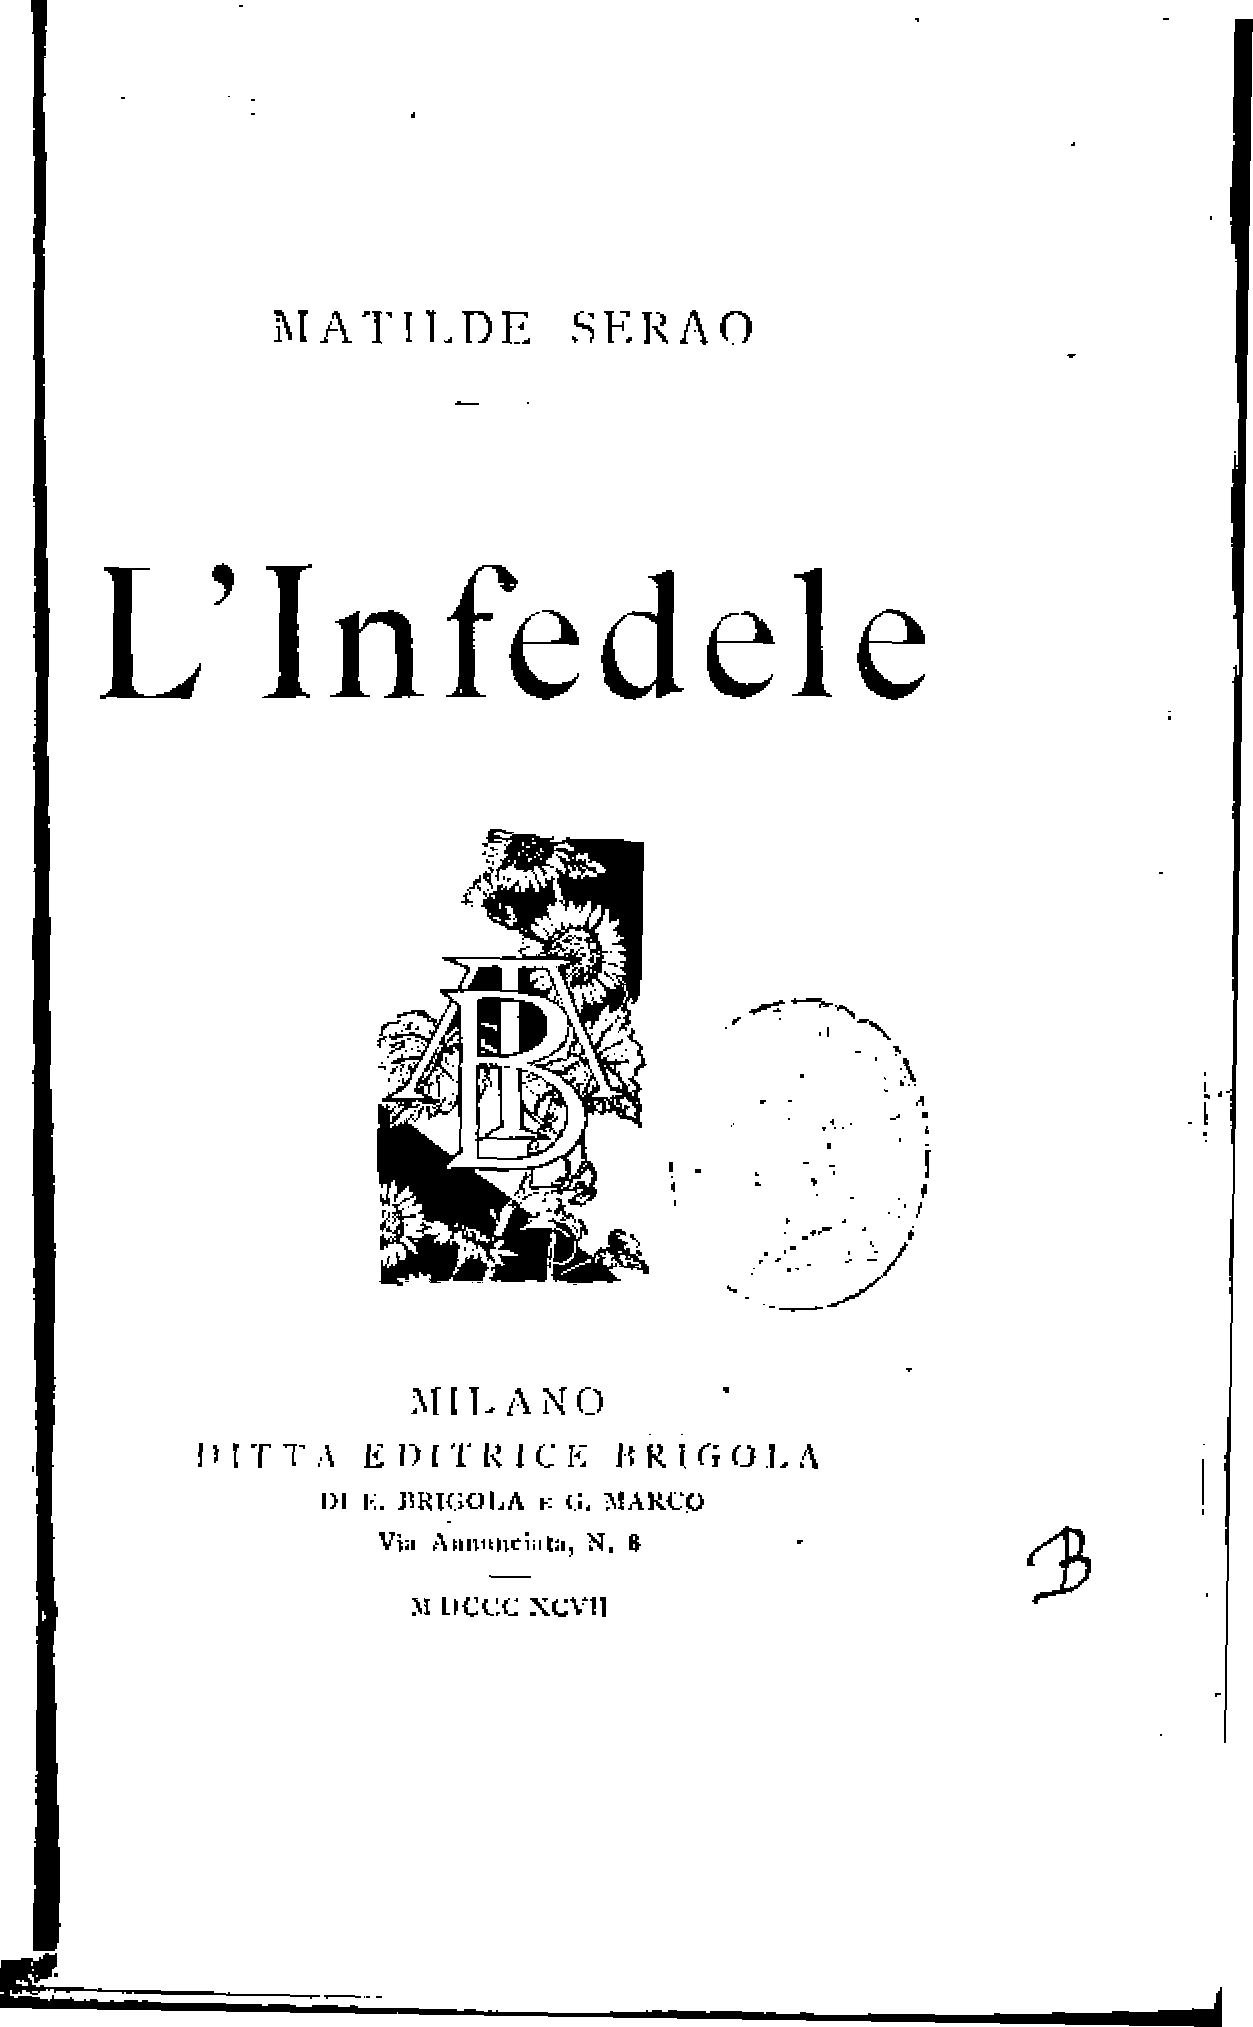 MATILDE SERAO
L'Infedele
MILANO
DITTA EDITRICE BRIGOLA
DI E. BRIGOLA E G. MARCO
Via Annunciata, N. 8
MDCCCXCVII
B